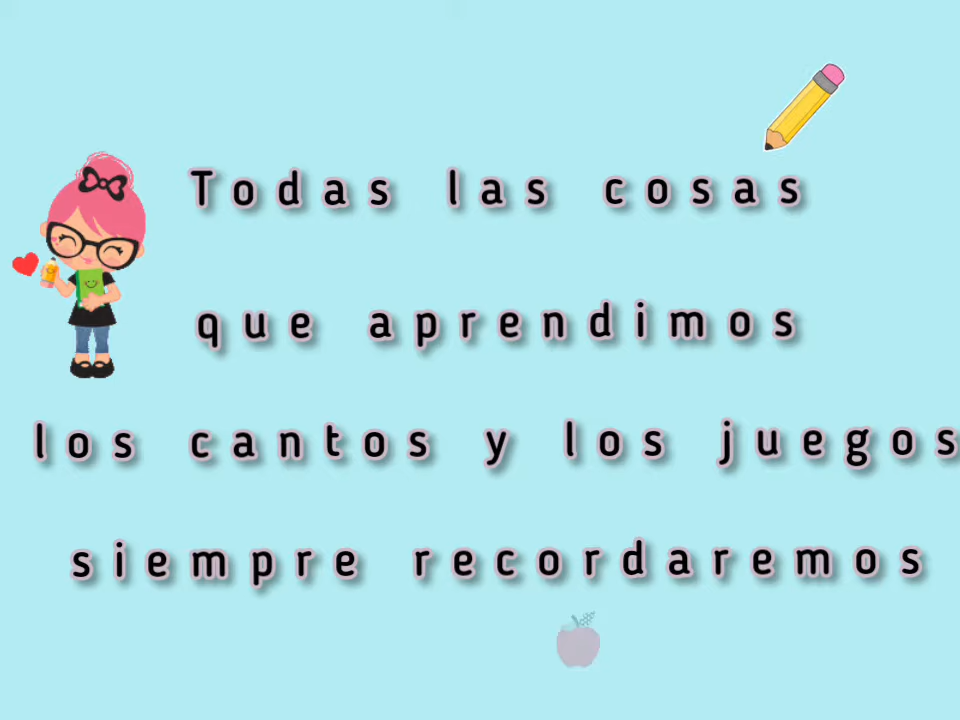 Todas las cosas
que aprendimos
los cantos y los juegos
siempre recordaremos